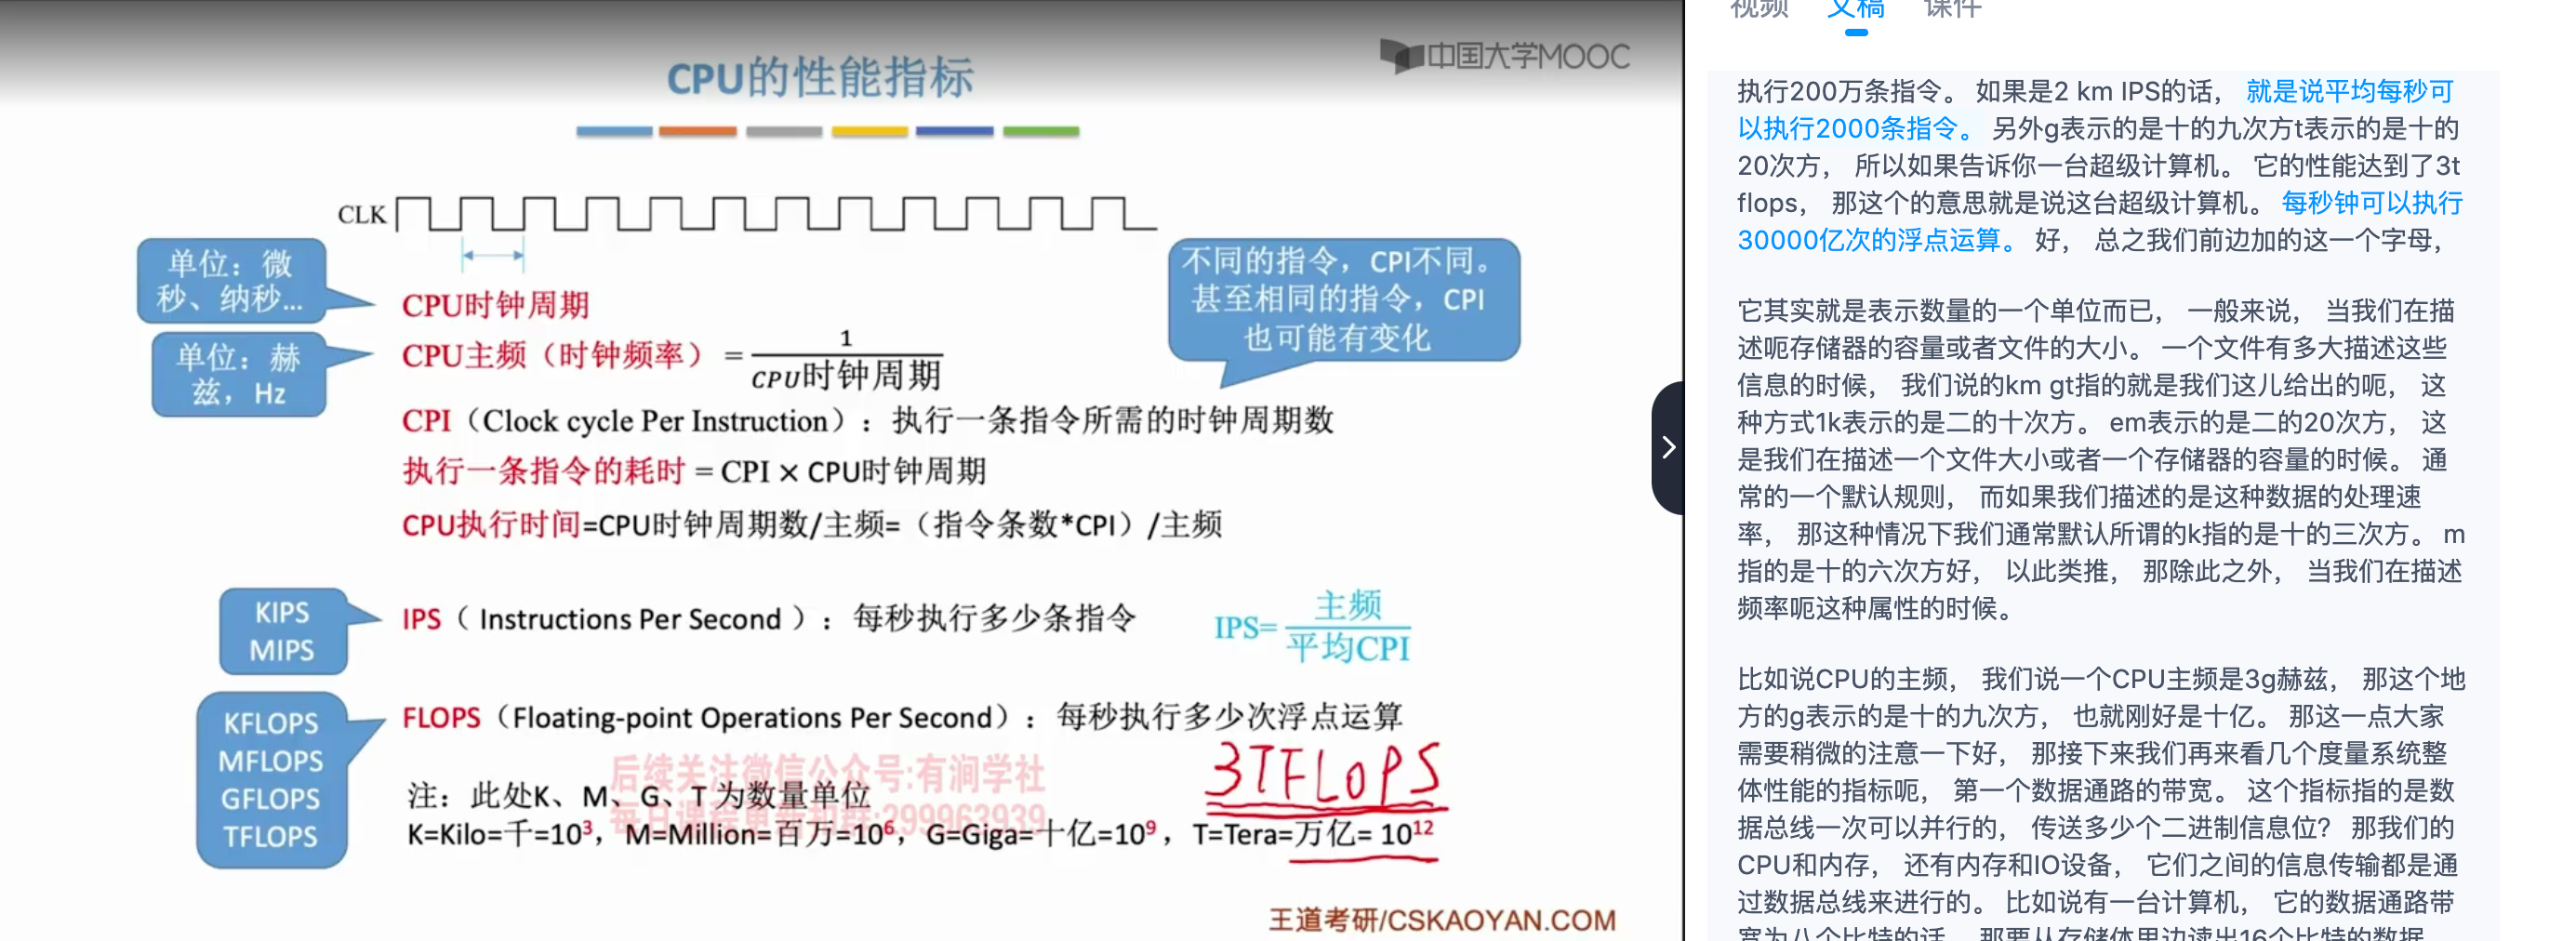 CPU的性能指标
中国大学MOOC
CLK
单位：微
秒、纳秒...
CPU时钟周期
单位：赫
兹，Hz
CPU主频（时钟频率）= 1
CPU时钟周期
不同的指令，CPI不同。
甚至相同的指令，CPI
也可能有变化
CPI（Clock cycle Per Instruction）：执行一条指令所需的时钟周期数
执行一条指令的耗时 = CPI × CPU时钟周期
CPU执行时间=CPU时钟周期数/主频=（指令条数*CPI）/主频
KIPS
MIPS
IPS（ Instructions Per Second ）：每秒执行多少条指令
IPS= 主频
平均CPI
KFLOPS
MFLOPS
GFLOPS
TFLOPS
FLOPS（Floating-point Operations Per Second）：每秒执行多少次浮点运算
3TFLOPS
后续关注微信公众号:有涧学社
每日课程更新扣群:299963939
注：此处K、M、G、T 为数量单位
K=Kilo=千=10³，M=Million=百万=10⁶，G=Giga=十亿=10⁹，T=Tera=万亿= 10¹²
王道考研/CSKAOYAN.COM
视频 文稿 课件
执行200万条指令。 如果是2 km IPS的话， 就是说平均每秒可
以执行2000条指令。 另外g表示的是十的九次方t表示的是十的
20次方， 所以如果告诉你一台超级计算机。 它的性能达到了3t
flops， 那这个的意思就是说这台超级计算机。 每秒钟可以执行
30000亿次的浮点运算。 好， 总之我们前边加的这一个字母，
它其实就是表示数量的一个单位而已， 一般来说， 当我们在描
述呃存储器的容量或者文件的大小。 一个文件有多大描述这些
信息的时候， 我们说的km gt指的就是我们这儿给出的呃， 这
种方式1k表示的是二的十次方。 em表示的是二的20次方， 这
是我们在描述一个文件大小或者一个存储器的容量的时候。 通
常的一个默认规则， 而如果我们描述的是这种数据的处理速
率， 那这种情况下我们通常默认所谓的k指的是十的三次方。 m
指的是十的六次方好， 以此类推， 那除此之外， 当我们在描述
频率呃这种属性的时候。
比如说CPU的主频， 我们说一个CPU主频是3g赫兹， 那这个地
方的g表示的是十的九次方， 也就刚好是十亿。 那这一点大家
需要稍微的注意一下好， 那接下来我们再来看几个度量系统整
体性能的指标呃， 第一个数据通路的带宽。 这个指标指的是数
据总线一次可以并行的， 传送多少个二进制信息位？ 那我们的
CPU和内存， 还有内存和IO设备， 它们之间的信息传输都是通
过数据总线来进行的。 比如说有一台计算机， 它的数据通路带
宽为八个比特的话， 那要从存储体里边读出16个比特的数据